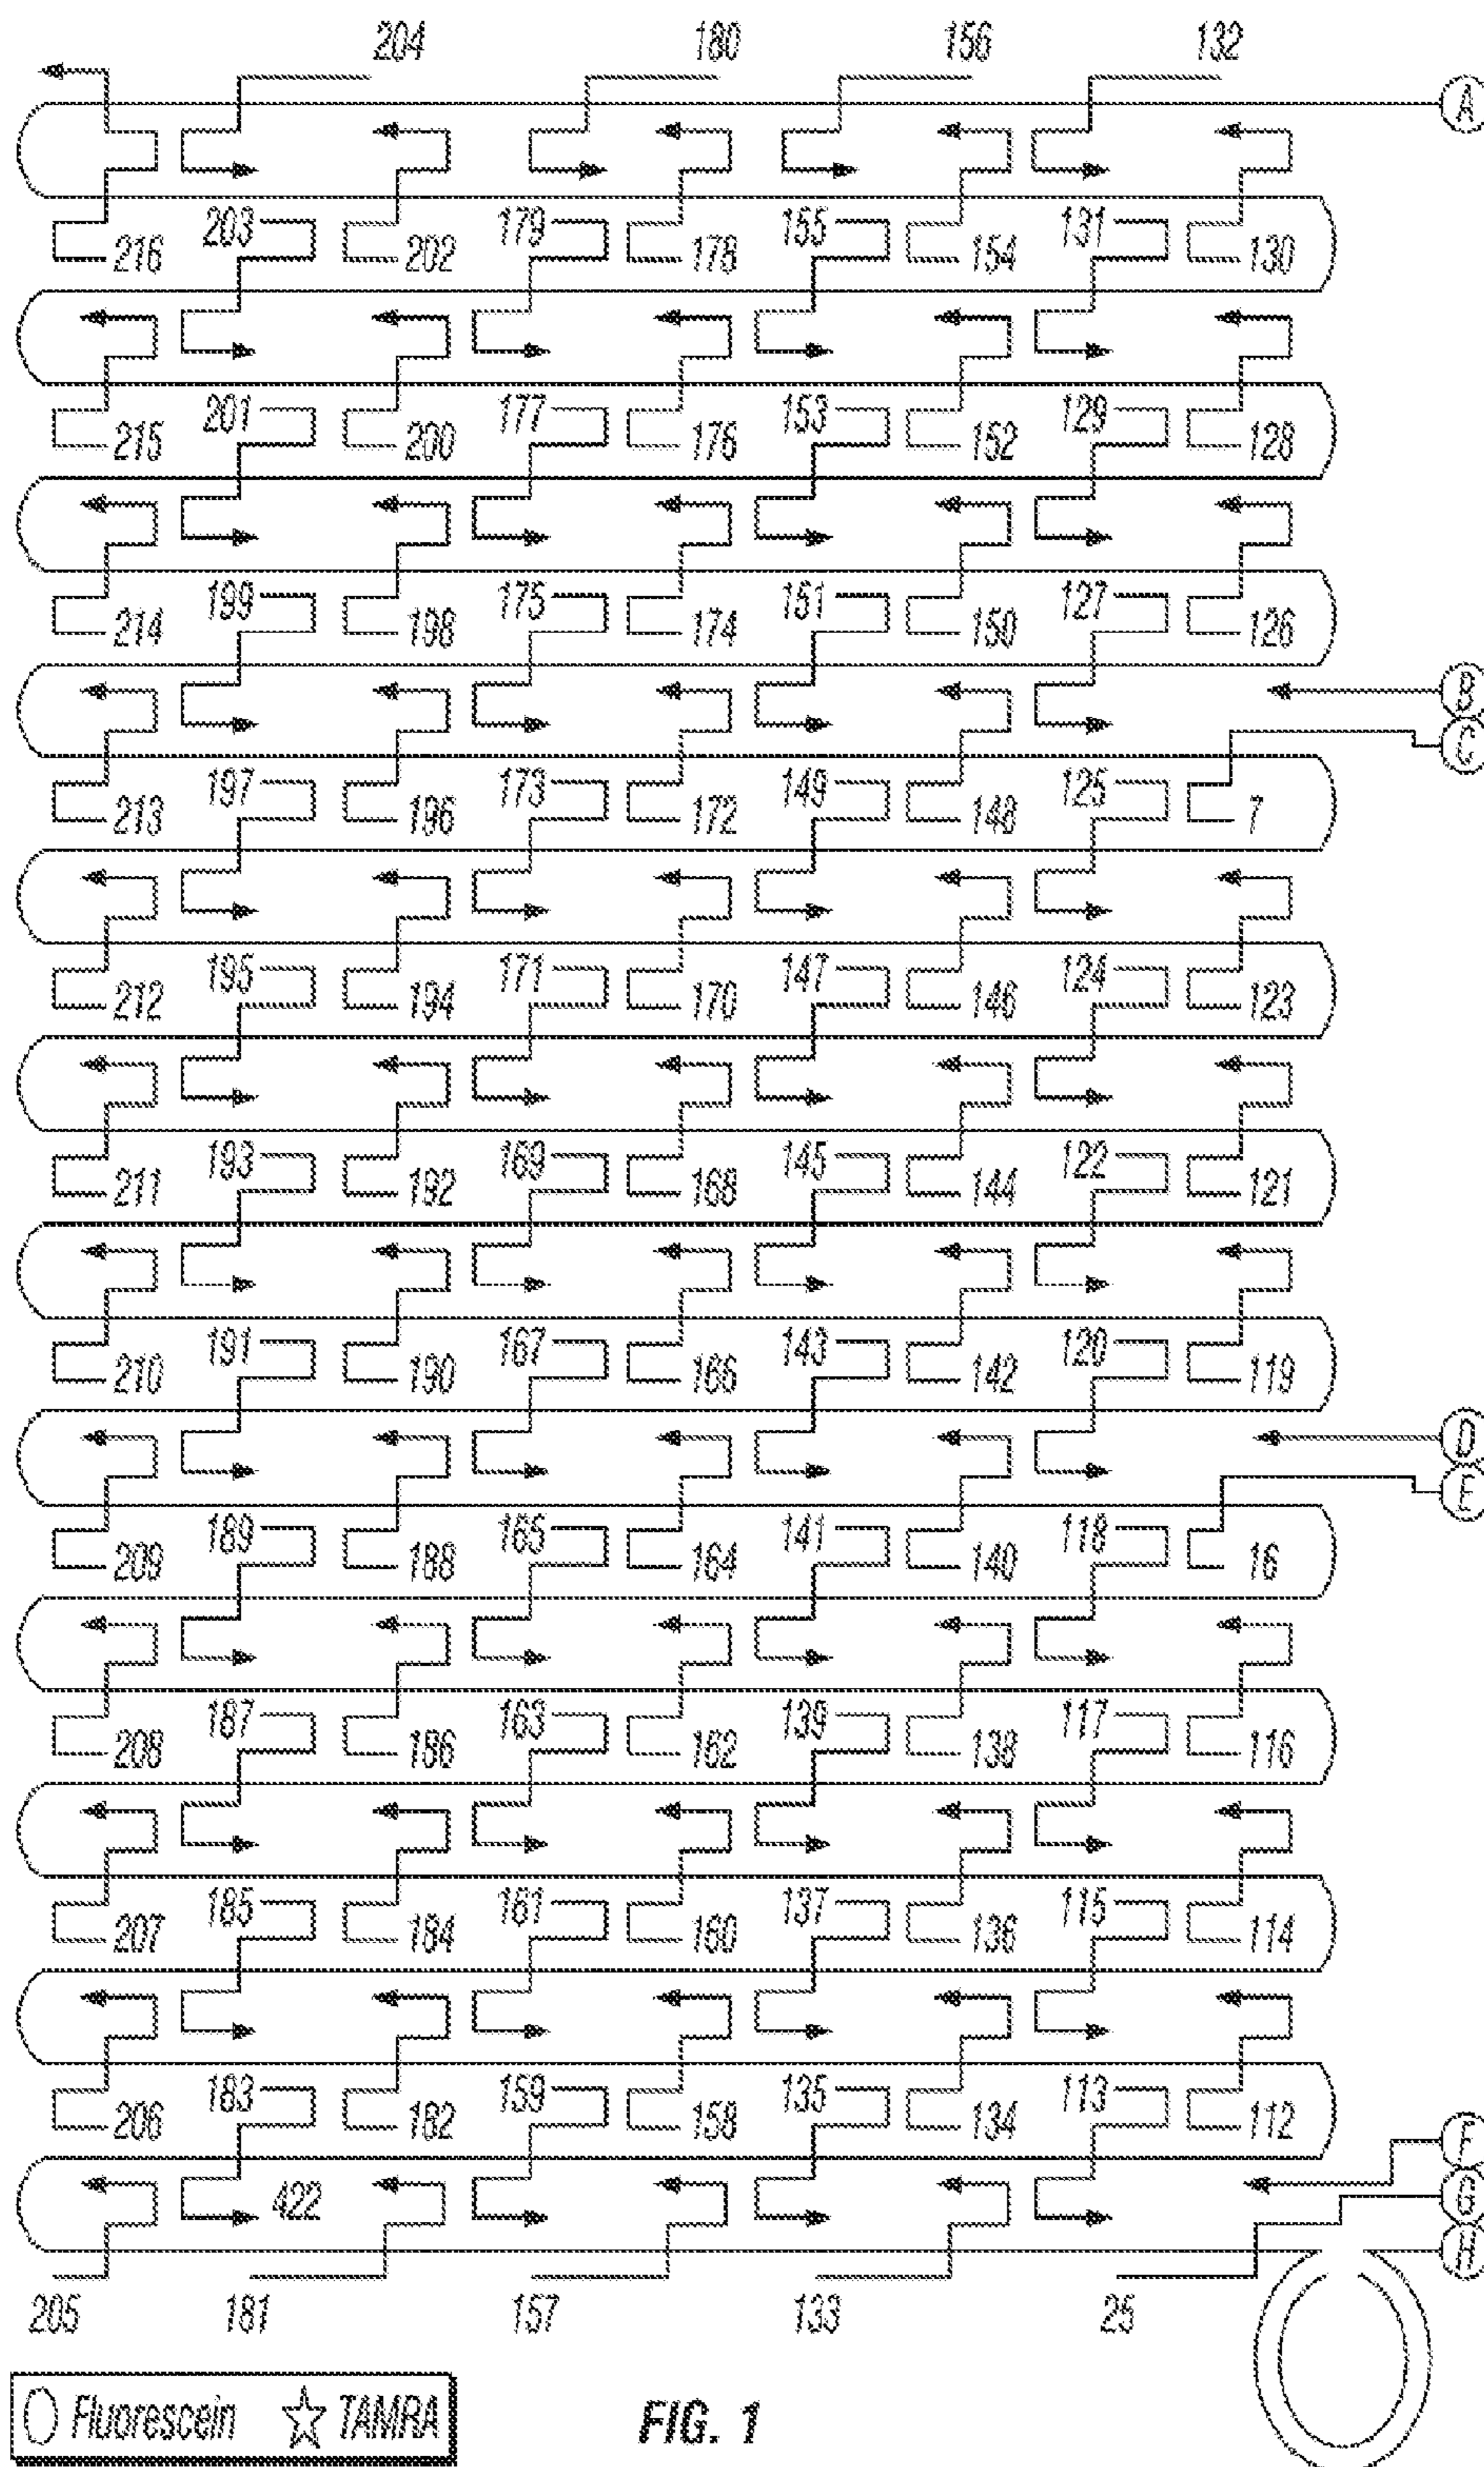 204 180 156 132
A
216 203 202 179 178 155 154 131 130
215 201 200 177 176 153 152 129 128
214 199 198 175 174 151 150 127 126
B
C
213 197 196 173 172 149 148 125 7
212 195 194 171 170 147 146 124 123
211 193 192 169 168 145 144 122 121
210 191 190 167 166 143 142 120 119
D
E
209 189 188 165 164 141 140 118 16
208 187 186 163 162 139 138 117 116
207 185 184 161 160 137 136 115 114
206 183 182 159 158 135 134 113 112
F
422 G
H
205 181 157 133 25
Fluorescein TAMRA
FIG. 1